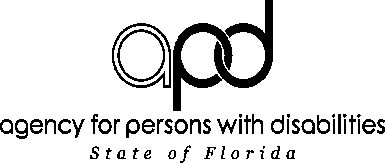 apd
agency for persons with disabilities
State of Florida